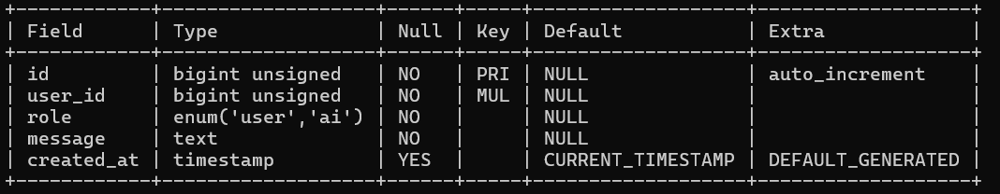 +------------+--------------------+------+-----+-------------------+-------------------+
| Field      | Type               | Null | Key | Default           | Extra             |
+------------+--------------------+------+-----+-------------------+-------------------+
| id         | bigint unsigned    | NO   | PRI | NULL              | auto_increment    |
| user_id    | bigint unsigned    | NO   | MUL | NULL              |                   |
| role       | enum('user','ai')  | NO   |     | NULL              |                   |
| message    | text               | NO   |     | NULL              |                   |
| created_at | timestamp          | YES  |     | CURRENT_TIMESTAMP | DEFAULT_GENERATED |
+------------+--------------------+------+-----+-------------------+-------------------+